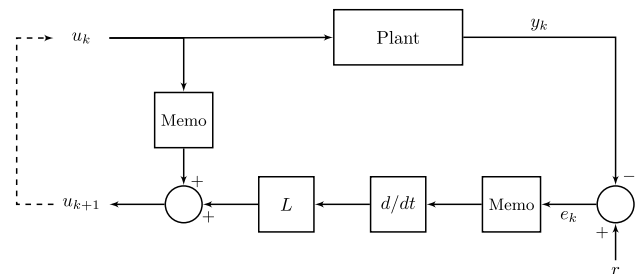 u_k
Plant
y_k
Memo
+
+
u_{k+1}
L
d/dt
Memo
e_k
−
+
r